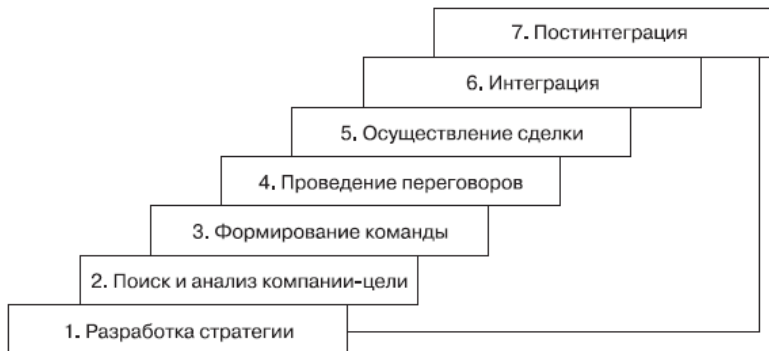 7. Постинтеграция
6. Интеграция
5. Осуществление сделки
4. Проведение переговоров
3. Формирование команды
2. Поиск и анализ компании-цели
1. Разработка стратегии